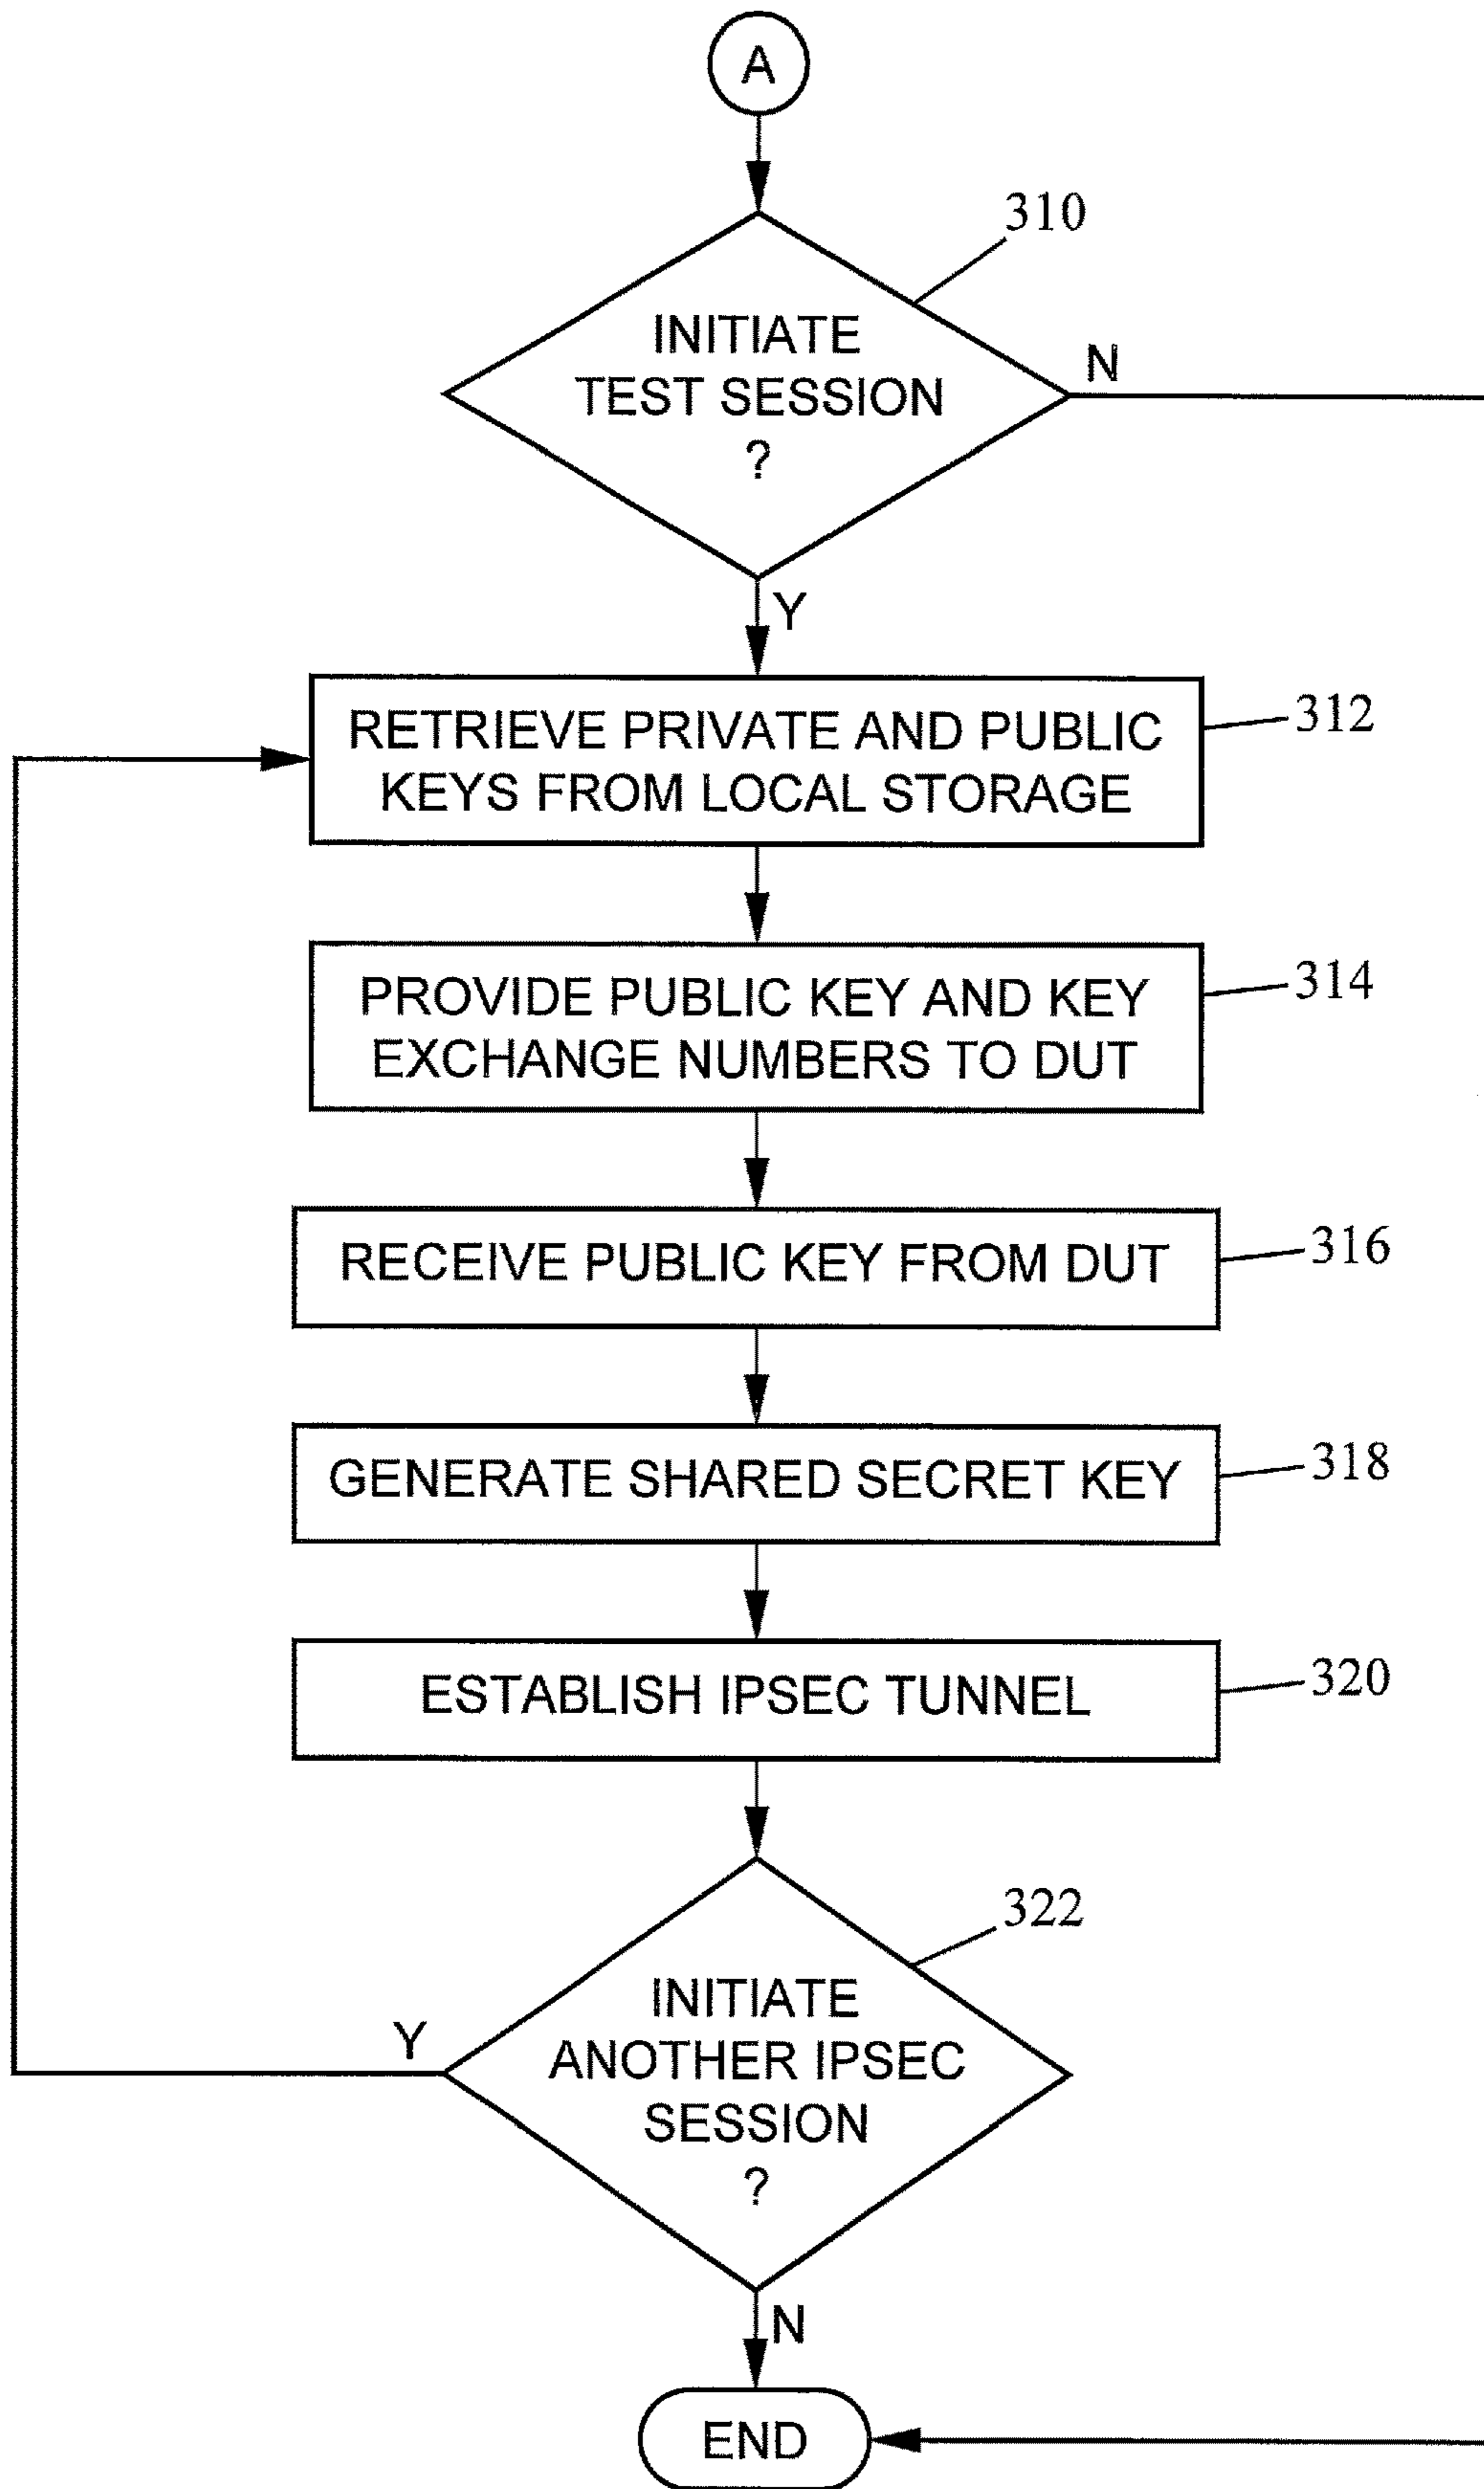 A
310
INITIATE
TEST SESSION
?
N
Y
RETRIEVE PRIVATE AND PUBLIC
KEYS FROM LOCAL STORAGE
312
PROVIDE PUBLIC KEY AND KEY
EXCHANGE NUMBERS TO DUT
314
RECEIVE PUBLIC KEY FROM DUT
316
GENERATE SHARED SECRET KEY
318
ESTABLISH IPSEC TUNNEL
320
322
INITIATE
ANOTHER IPSEC
SESSION
?
Y
N
END